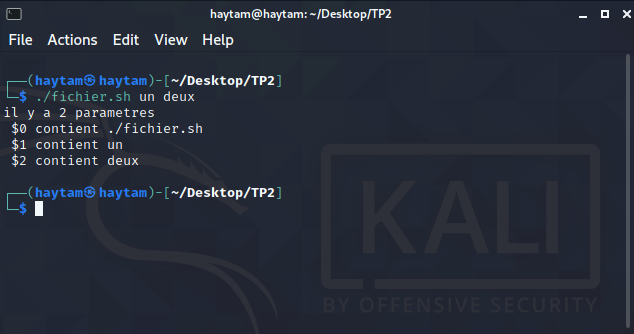 haytam@haytam: ~/Desktop/TP2
File Actions Edit View Help
┌──(haytam㉿haytam)-[~/Desktop/TP2]
└─$ ./fichier.sh un deux
il y a 2 parametres
$0 contient ./fichier.sh
$1 contient un
$2 contient deux
┌──(haytam㉿haytam)-[~/Desktop/TP2]
└─$
KALI
BY OFFENSIVE SECURITY